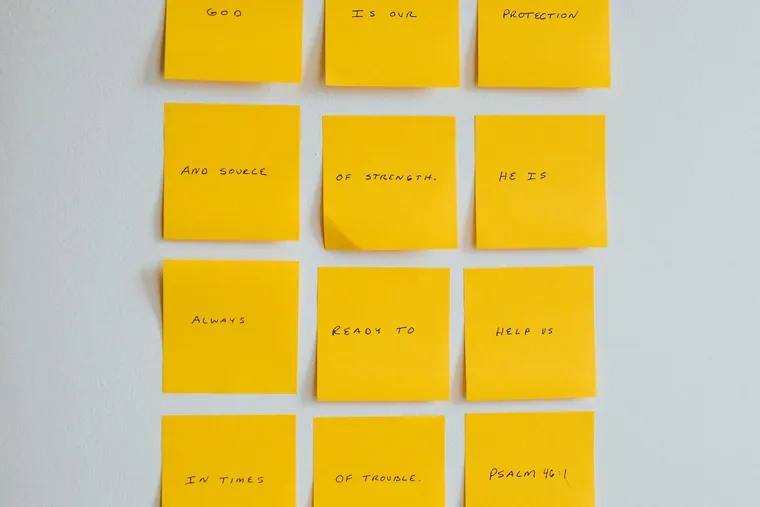 GOD IS OUR PROTECTION
AND SOURCE OF STRENGTH. HE IS
ALWAYS READY TO HELP US
IN TIMES OF TROUBLE. PSALM 46:1